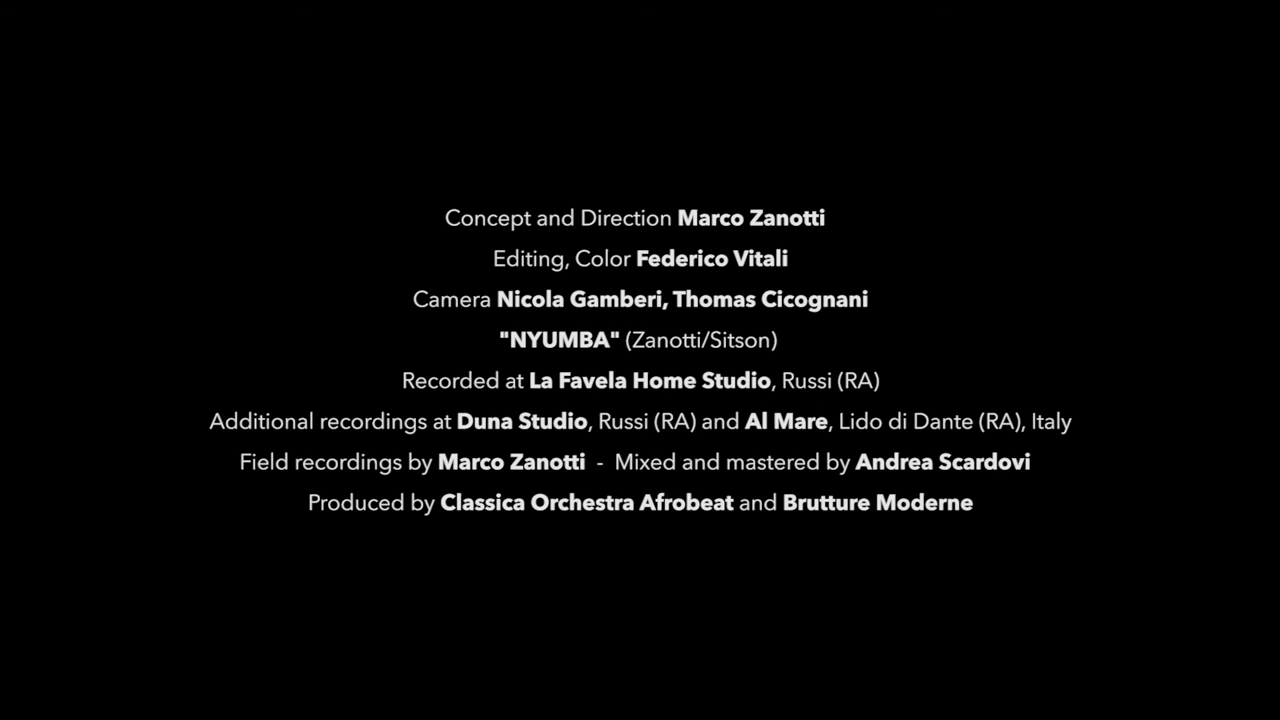 Concept and Direction Marco Zanotti
Editing, Color Federico Vitali
Camera Nicola Gamberi, Thomas Cicognani
"NYUMBA" (Zanotti/Sitson)
Recorded at La Favela Home Studio, Russi (RA)
Additional recordings at Duna Studio, Russi (RA) and Al Mare, Lido di Dante (RA), Italy
Field recordings by Marco Zanotti - Mixed and mastered by Andrea Scardovi
Produced by Classica Orchestra Afrobeat and Brutture Moderne